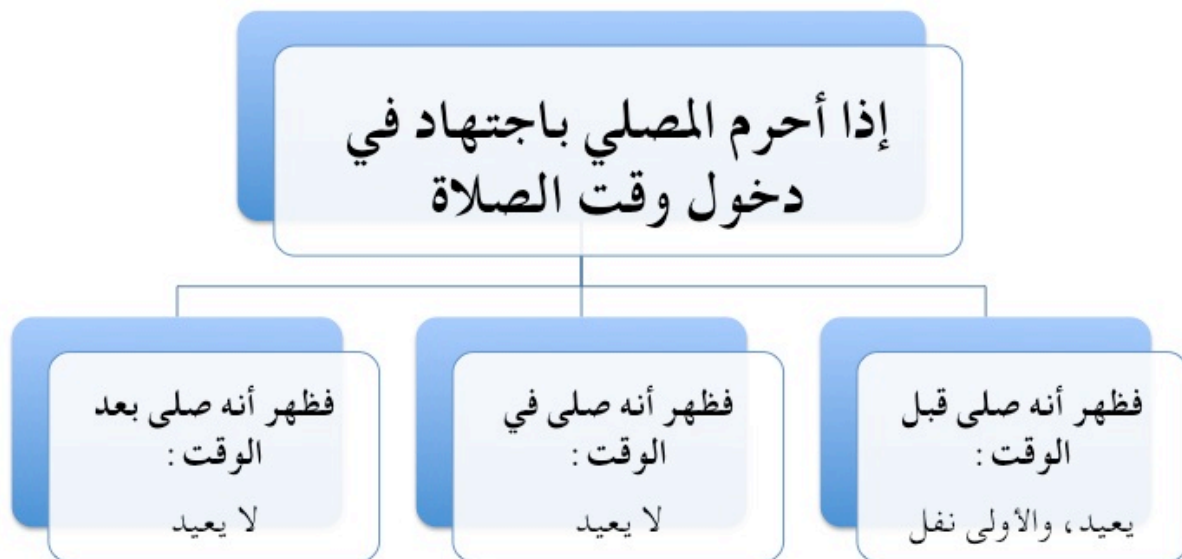 إذا أحرم المصلي باجتهاد في
دخول وقت الصلاة
فظهر أنه صلى قبل
الوقت :
يعيد، والأولى نفل
فظهر أنه صلى في
الوقت :
لا يعيد
فظهر أنه صلى بعد
الوقت :
لا يعيد